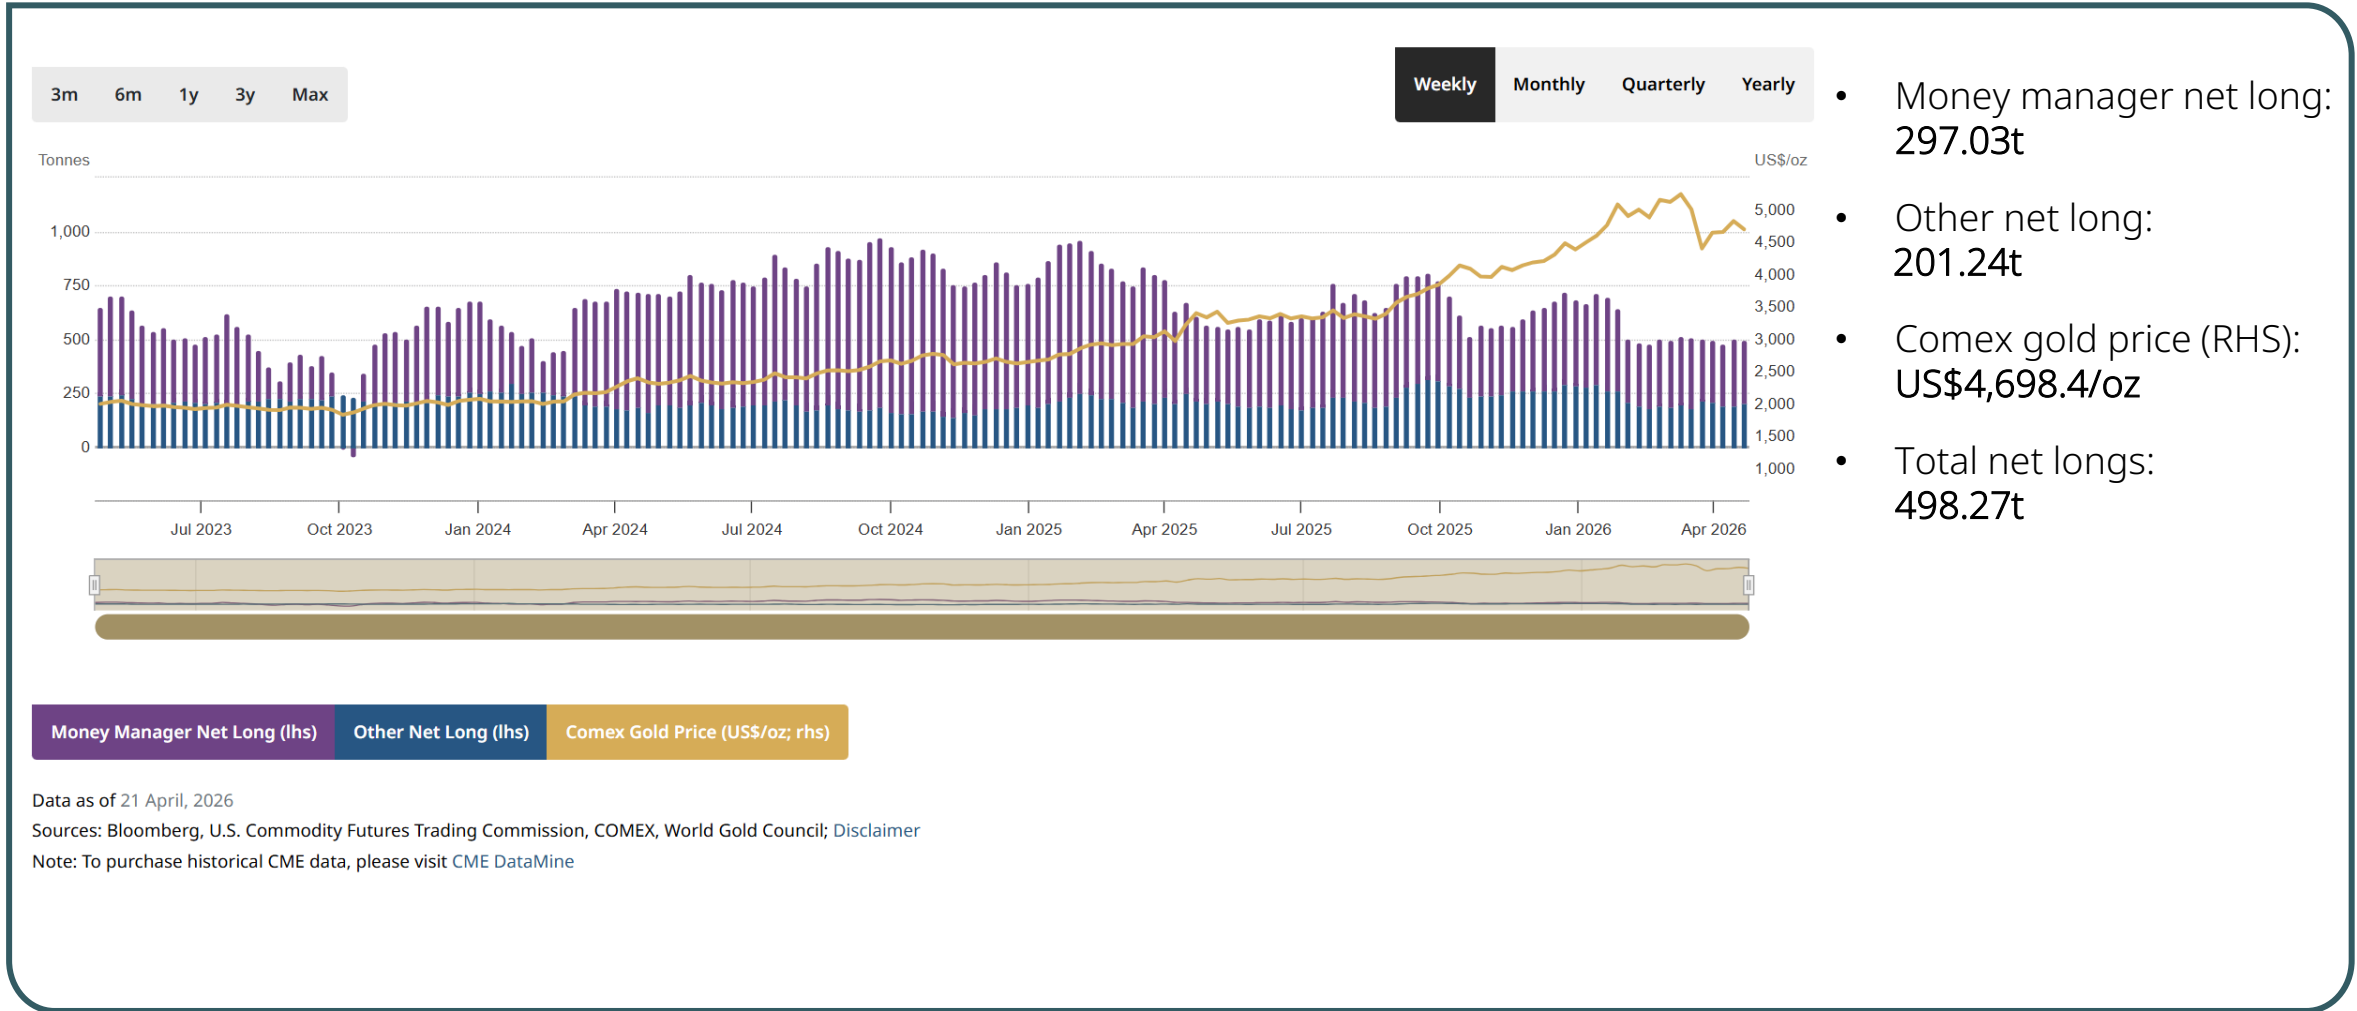 3m 6m 1y 3y Max
Weekly Monthly Quarterly Yearly
Tonnes
US$/oz
1,000
750
500
250
0
5,000
4,500
4,000
3,500
3,000
2,500
2,000
1,500
1,000
Jul 2023 Oct 2023 Jan 2024 Apr 2024 Jul 2024 Oct 2024 Jan 2025 Apr 2025 Jul 2025 Oct 2025 Jan 2026 Apr 2026
Money Manager Net Long (lhs) Other Net Long (lhs) Comex Gold Price (US$/oz; rhs)
Data as of 21 April, 2026
Sources: Bloomberg, U.S. Commodity Futures Trading Commission, COMEX, World Gold Council; Disclaimer
Note: To purchase historical CME data, please visit CME DataMine
• Money manager net long:
297.03t
• Other net long:
201.24t
• Comex gold price (RHS):
US$4,698.4/oz
• Total net longs:
498.27t